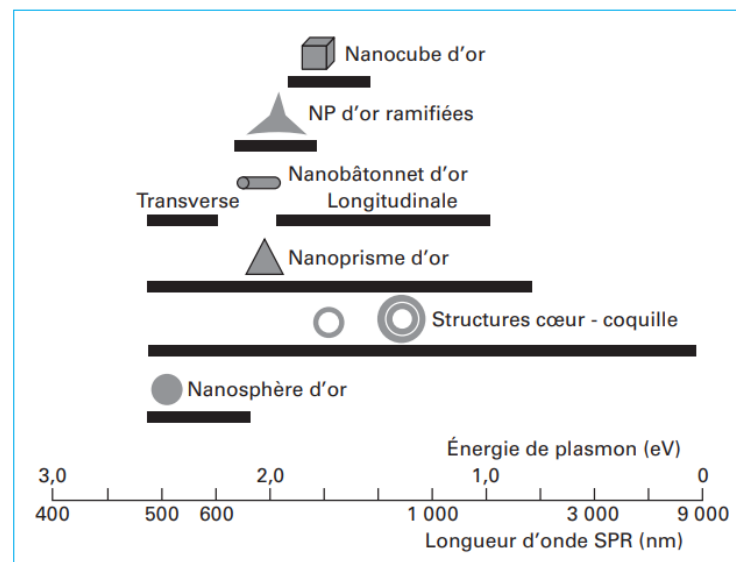 Nanocube d'or
NP d'or ramifiées
Nanobâtonnet d'or
Transverse Longitudinale
Nanoprisme d'or
Structures cœur - coquille
Nanosphère d'or
Énergie de plasmon (eV)
3,0 2,0 1,0 0
400 500 600 1 000 3 000 9 000
Longueur d'onde SPR (nm)